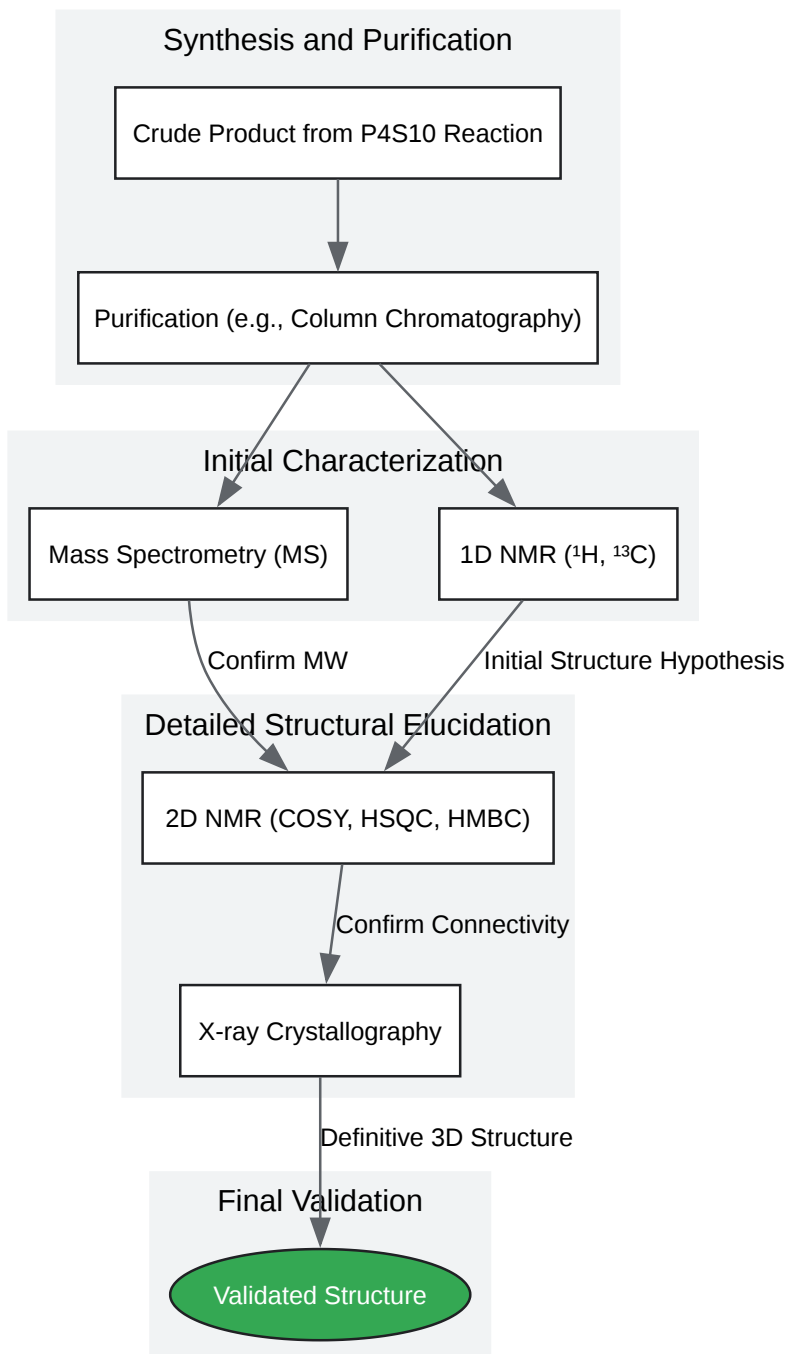 Synthesis and Purification
Crude Product from P4S10 Reaction
Purification (e.g., Column Chromatography)
Initial Characterization
Mass Spectrometry (MS)
1D NMR (¹H, ¹³C)
Confirm MW
Initial Structure Hypothesis
Detailed Structural Elucidation
2D NMR (COSY, HSQC, HMBC)
Confirm Connectivity
X-ray Crystallography
Definitive 3D Structure
Final Validation
Validated Structure